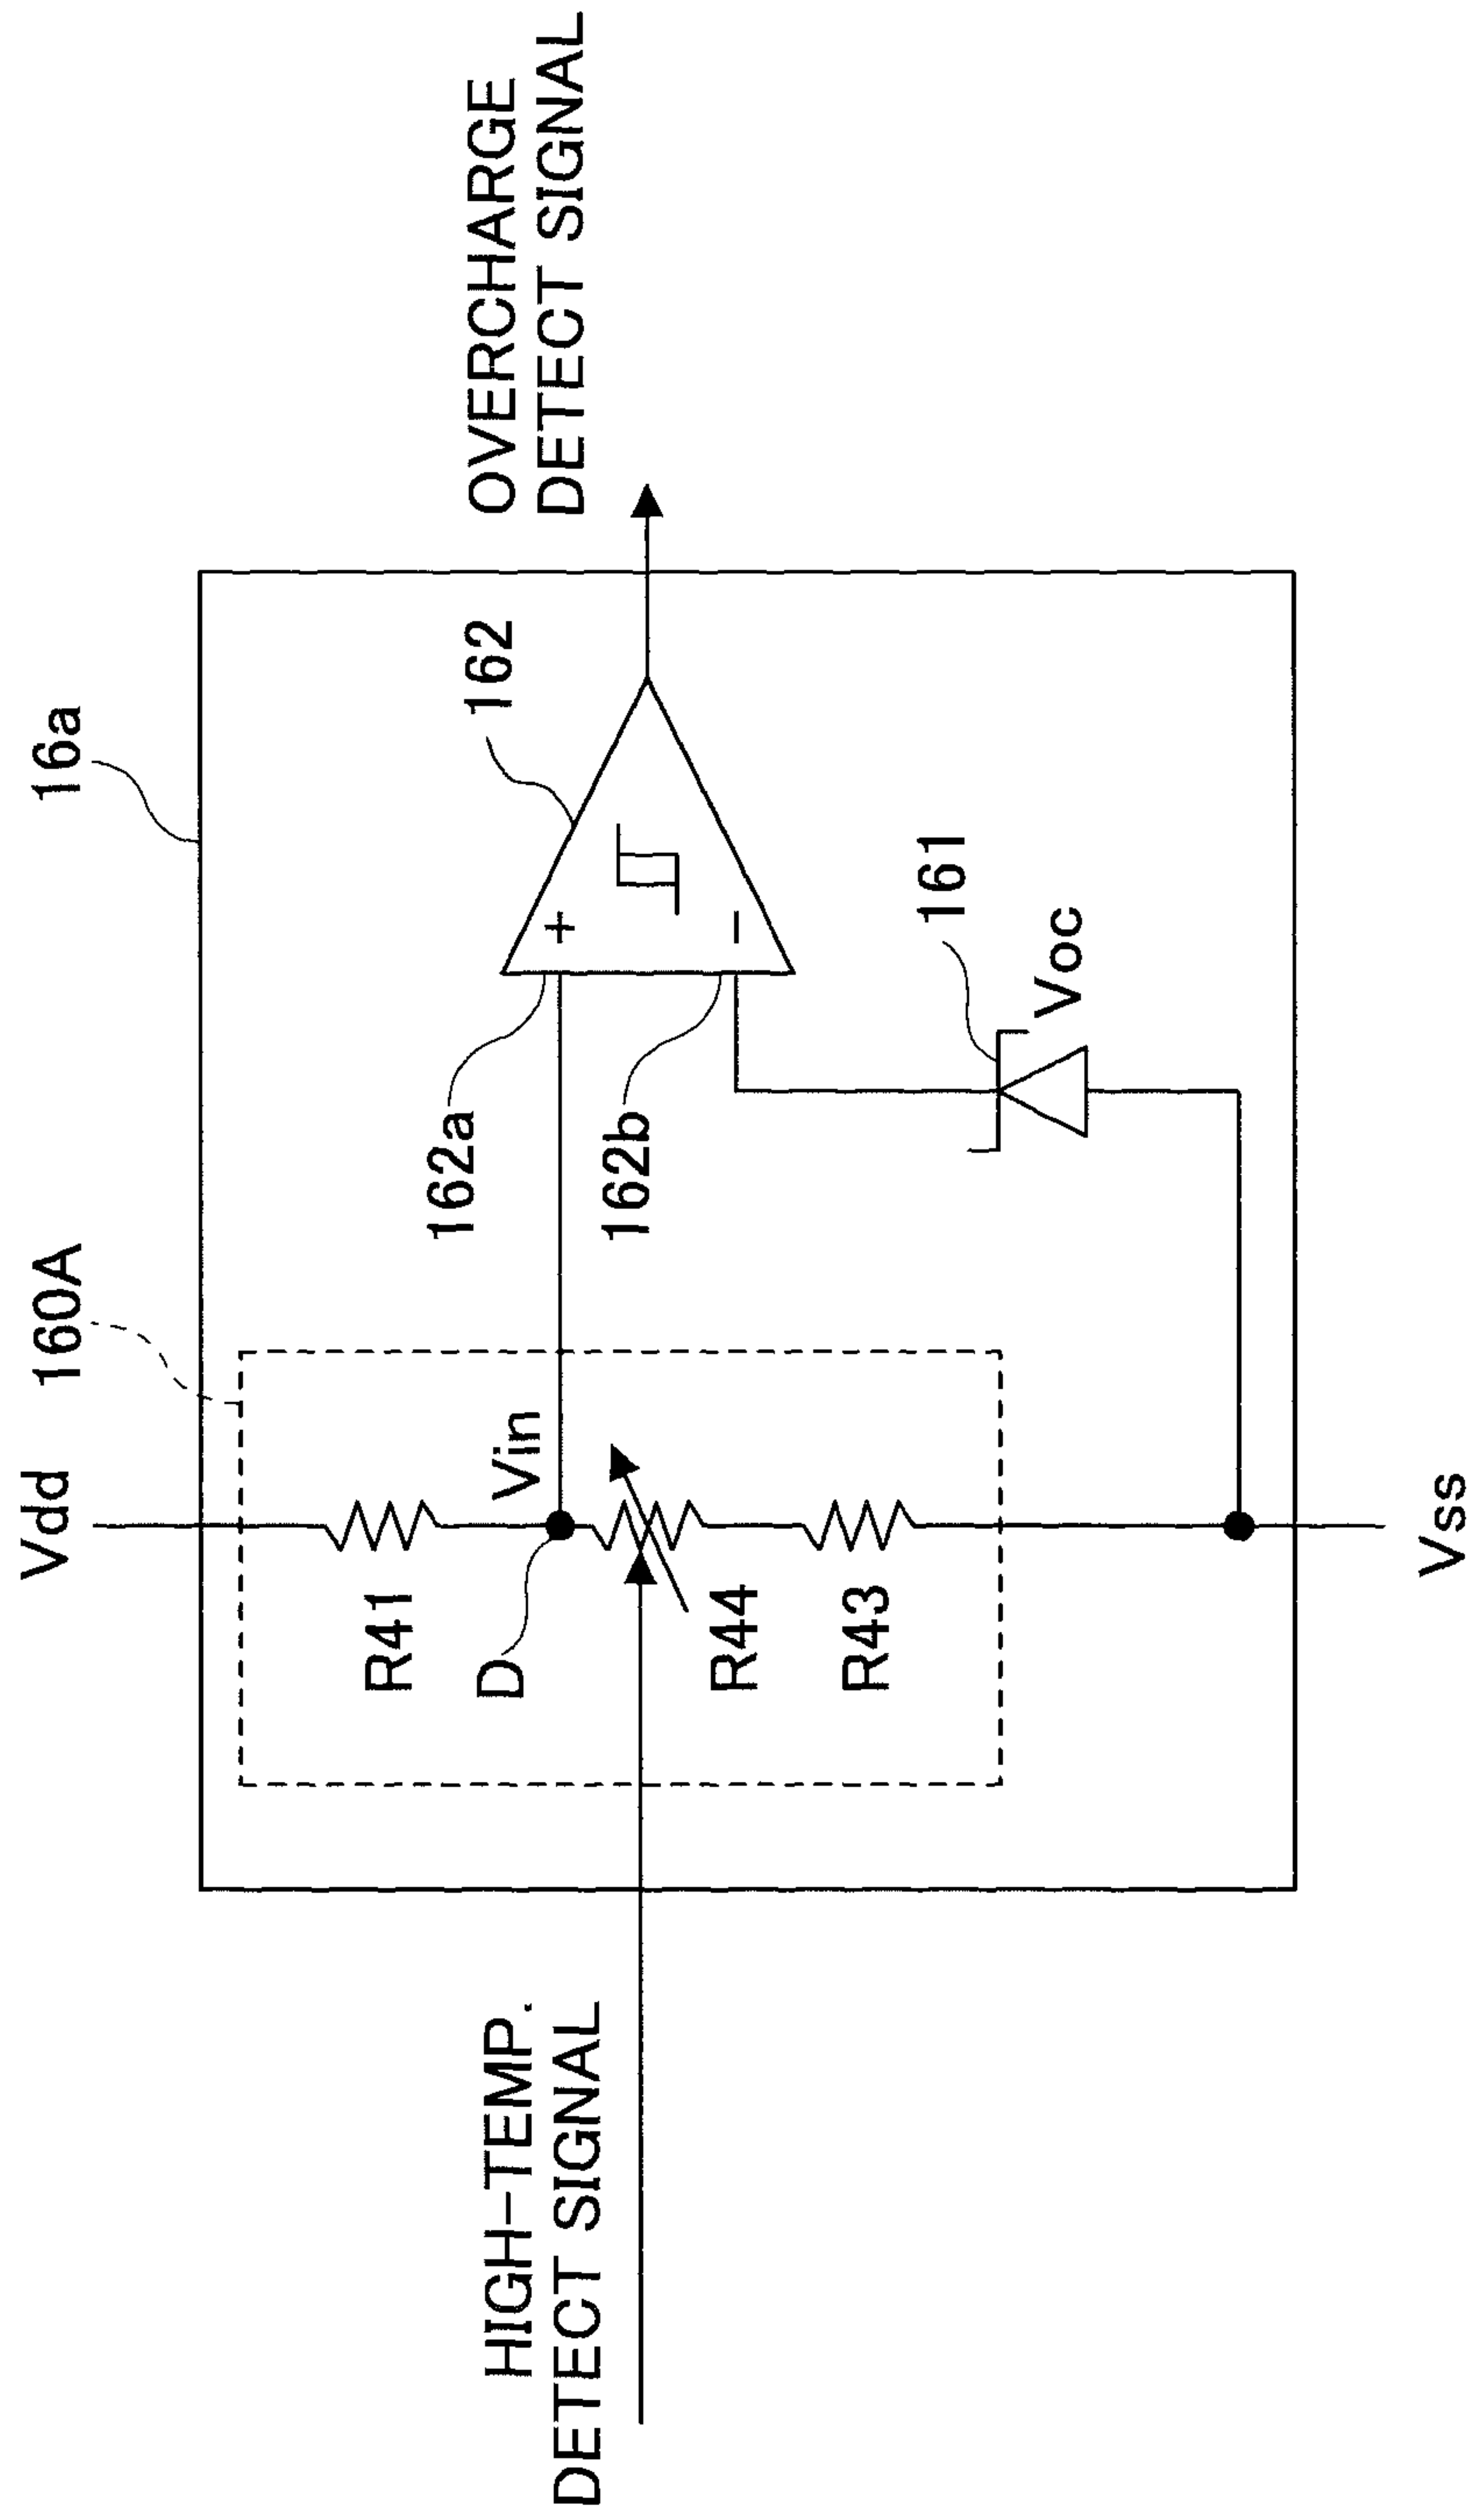 Vdd
160A
16a
HIGH-TEMP.
DETECT SIGNAL
R41
Vin
D
R44
R43
162a
162b
+
−
162
161
Voc
OVERCHARGE
DETECT SIGNAL
Vss